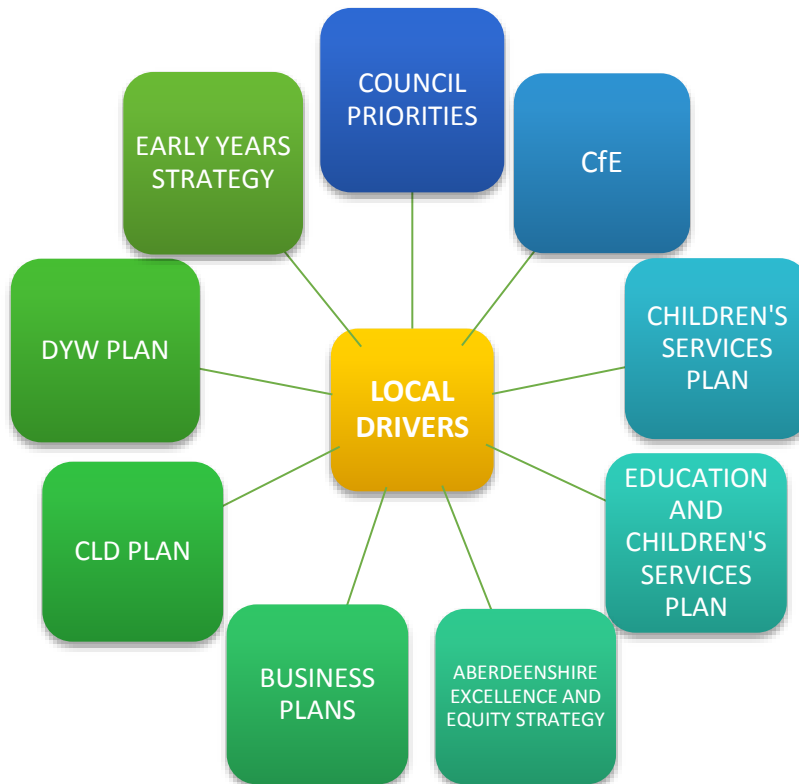 COUNCIL
PRIORITIES
CfE
CHILDREN'S
SERVICES
PLAN
EDUCATION
AND
CHILDREN'S
SERVICES
PLAN
ABERDEENSHIRE
EXCELLENCE AND
EQUITY STRATEGY
BUSINESS
PLANS
CLD PLAN
DYW PLAN
EARLY YEARS
STRATEGY
LOCAL
DRIVERS